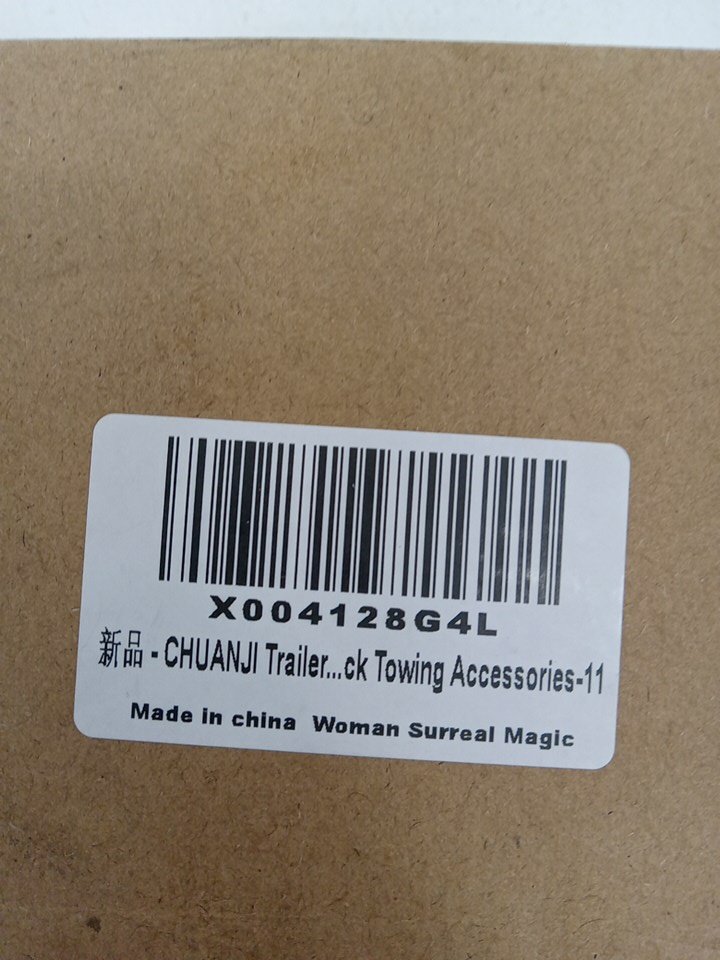 X004128G4L
新品 - CHUANJI Trailer...ck Towing Accessories-11
Made in china Woman Surreal Magic